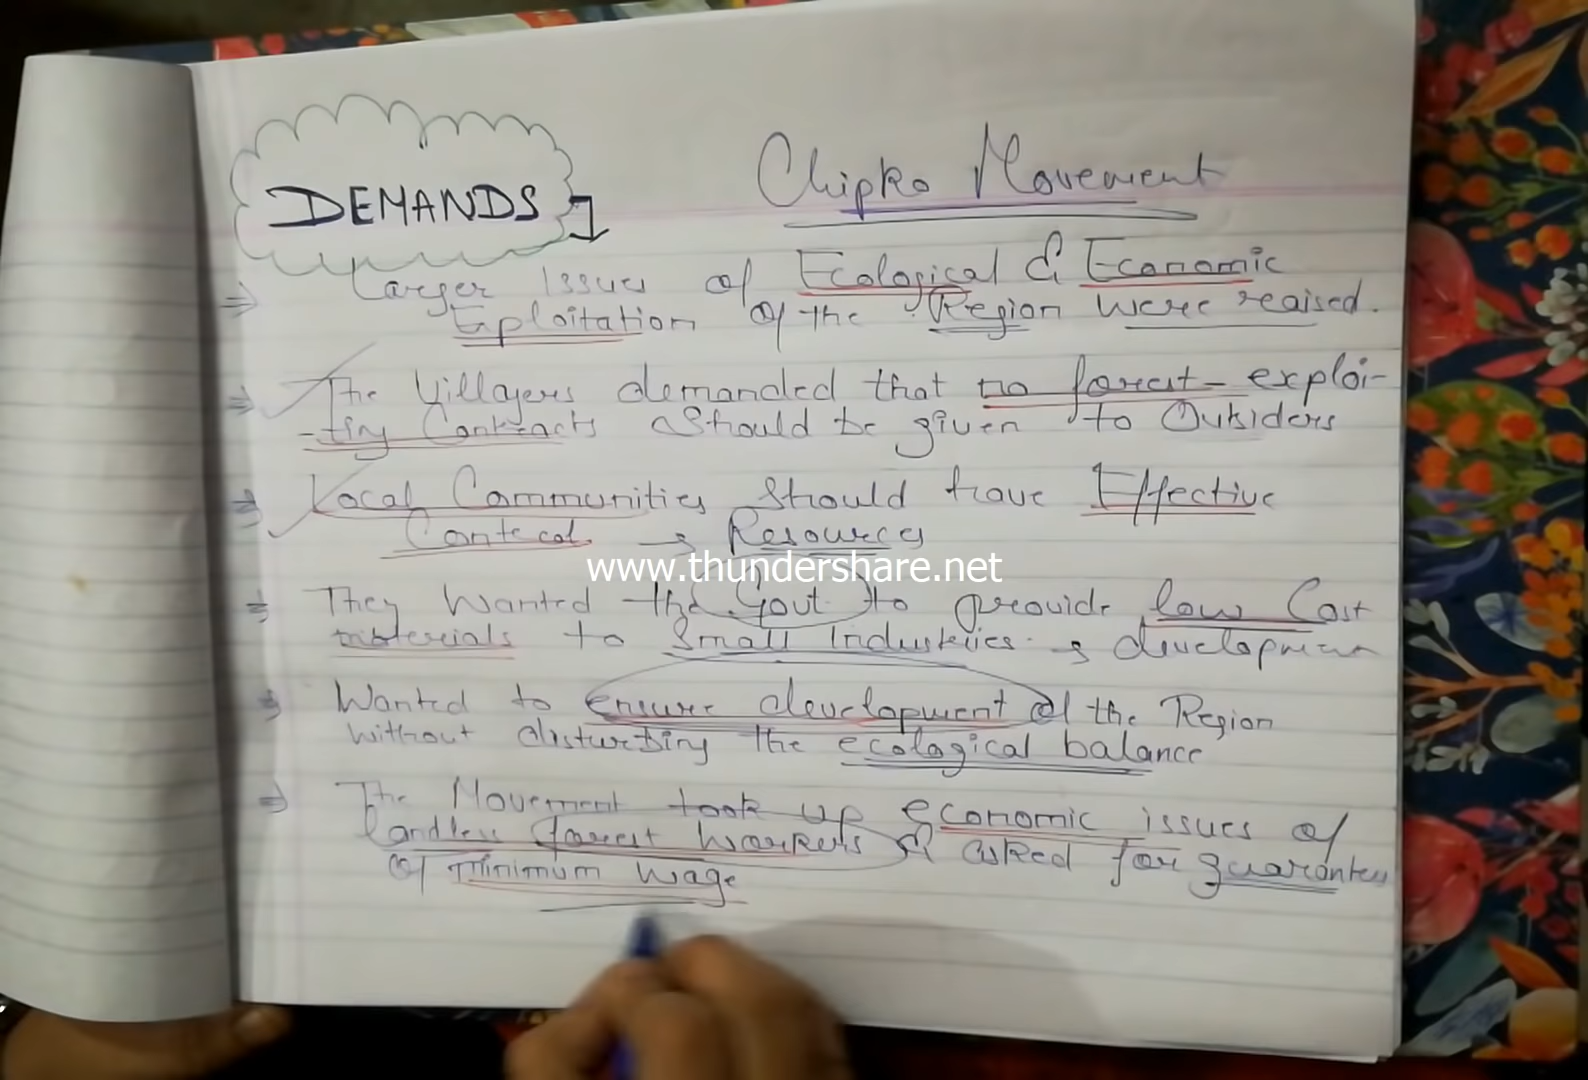 DEMANDS
Chipko Movement
⇒ Larger Issues of Ecological & Economic
Exploitation of the Region were reaised.
⇒ The Villagers demanded that no forest-exploi-
-ting Contracts Should be given to Outsiders
⇒ Local Communities Should have Effective
Control → Resources
www.thundershare.net
⇒ They Wanted the Govt. to provide low Cost
materials to Small Industries. → development
⇒ Wanted to ensure development of the Region
without disturbing the ecological balance
⇒ The Movement took up economic issues of
landless forest workers & asked for guarantees
of minimum wage